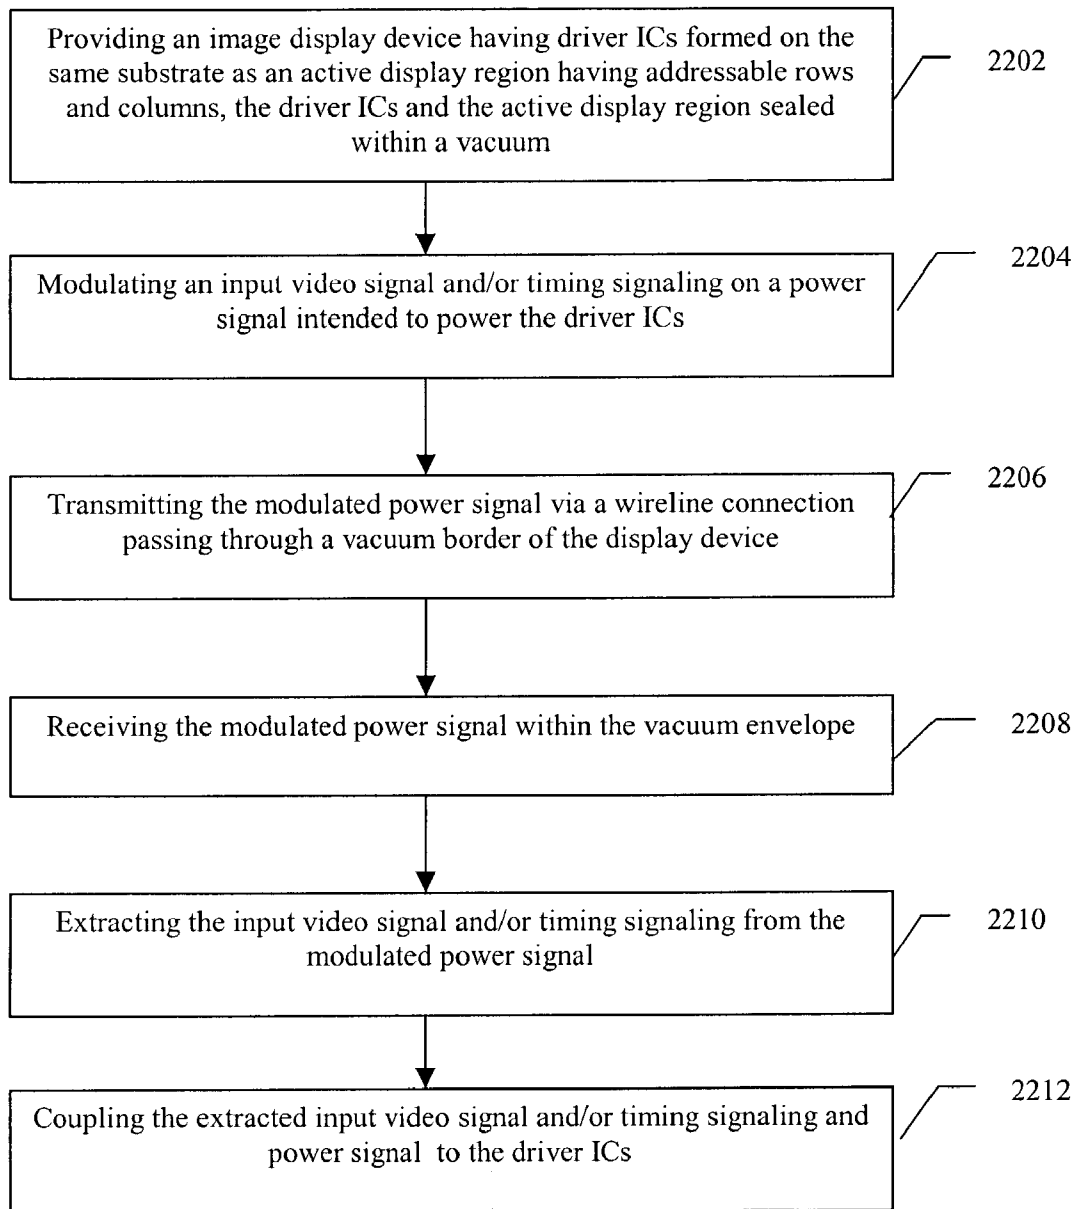 Providing an image display device having driver ICs formed on the
same substrate as an active display region having addressable rows
and columns, the driver ICs and the active display region sealed
within a vacuum
2202
Modulating an input video signal and/or timing signaling on a power
signal intended to power the driver ICs
2204
Transmitting the modulated power signal via a wireline connection
passing through a vacuum border of the display device
2206
Receiving the modulated power signal within the vacuum envelope
2208
Extracting the input video signal and/or timing signaling from the
modulated power signal
2210
Coupling the extracted input video signal and/or timing signaling and
power signal to the driver ICs
2212